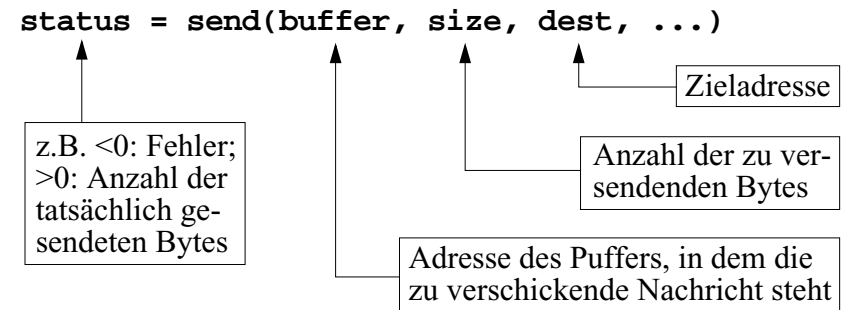 status = send(buffer, size, dest, ...)
Zieladresse
z.B. <0: Fehler;
>0: Anzahl der
tatsächlich ge-
sendeten Bytes
Anzahl der zu ver-
sendenden Bytes
Adresse des Puffers, in dem die
zu verschickende Nachricht steht